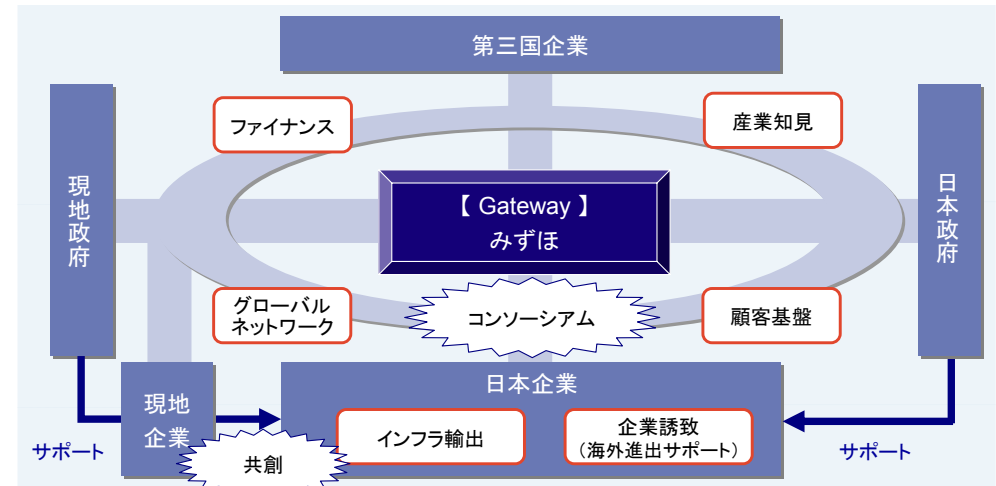 第三国企業
ファイナンス
産業知見
現地政府
日本政府
【 Gateway 】
みずほ
グローバル
ネットワーク
コンソーシアム
顧客基盤
日本企業
現地
企業
インフラ輸出
企業誘致
（海外進出サポート）
サポート
サポート
共創